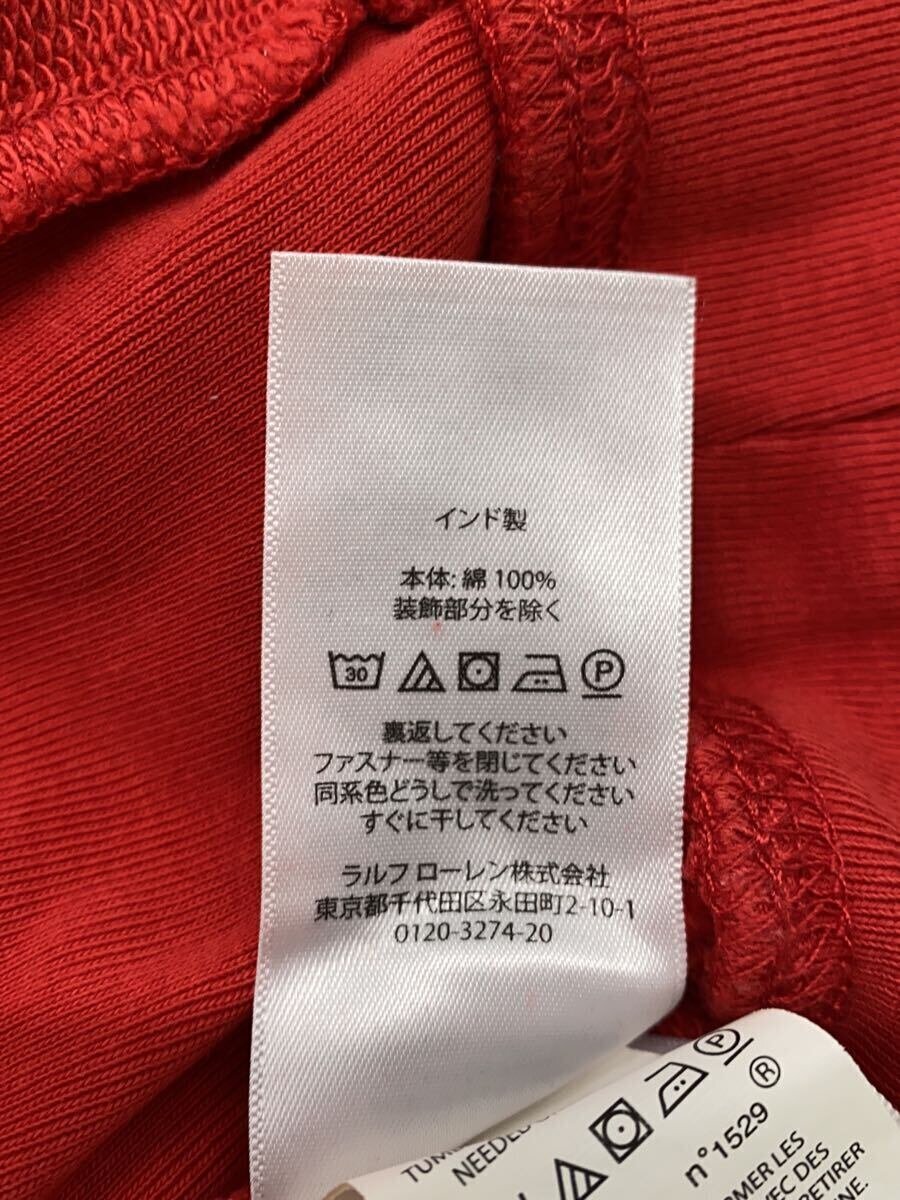 インド製
本体: 綿 100%
装飾部分を除く
30
P
裏返してください
ファスナー等を閉じてください
同系色どうしで洗ってください
すぐに干してください
ラルフ ローレン株式会社
東京都千代田区永田町2-10-1
0120-3274-20
P
®
n°1529
NEEDED
LES
DES
RETIRER